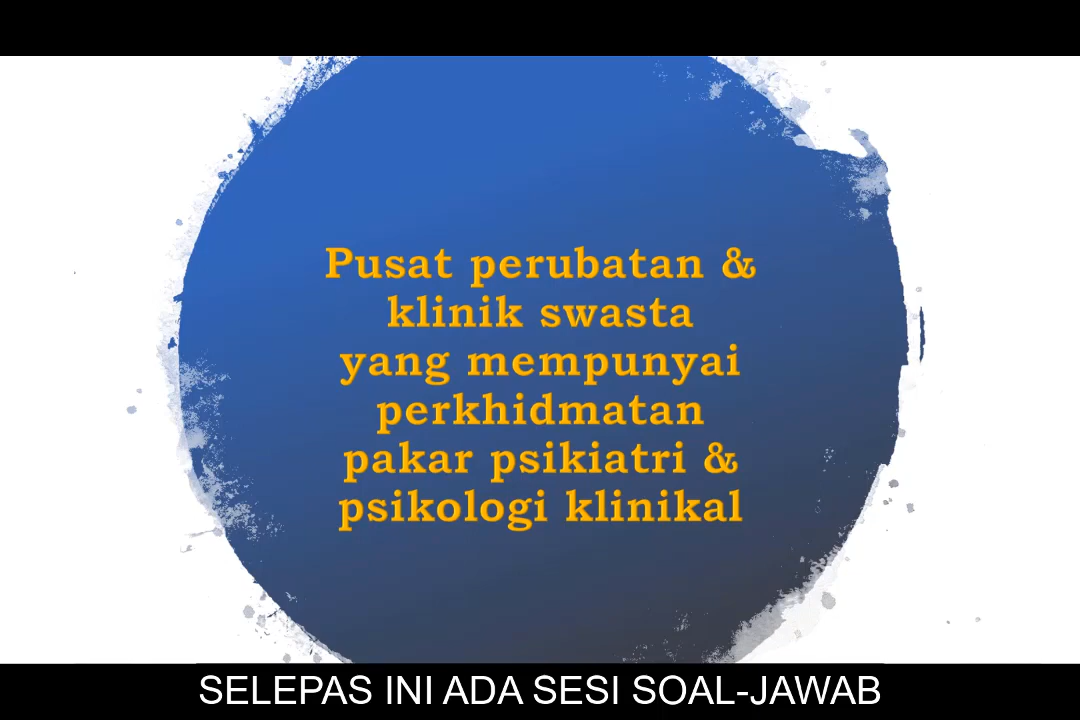 Pusat perubatan &
klinik swasta
yang mempunyai
perkhidmatan
pakar psikiatri &
psikologi klinikal
SELEPAS INI ADA SESI SOAL-JAWAB